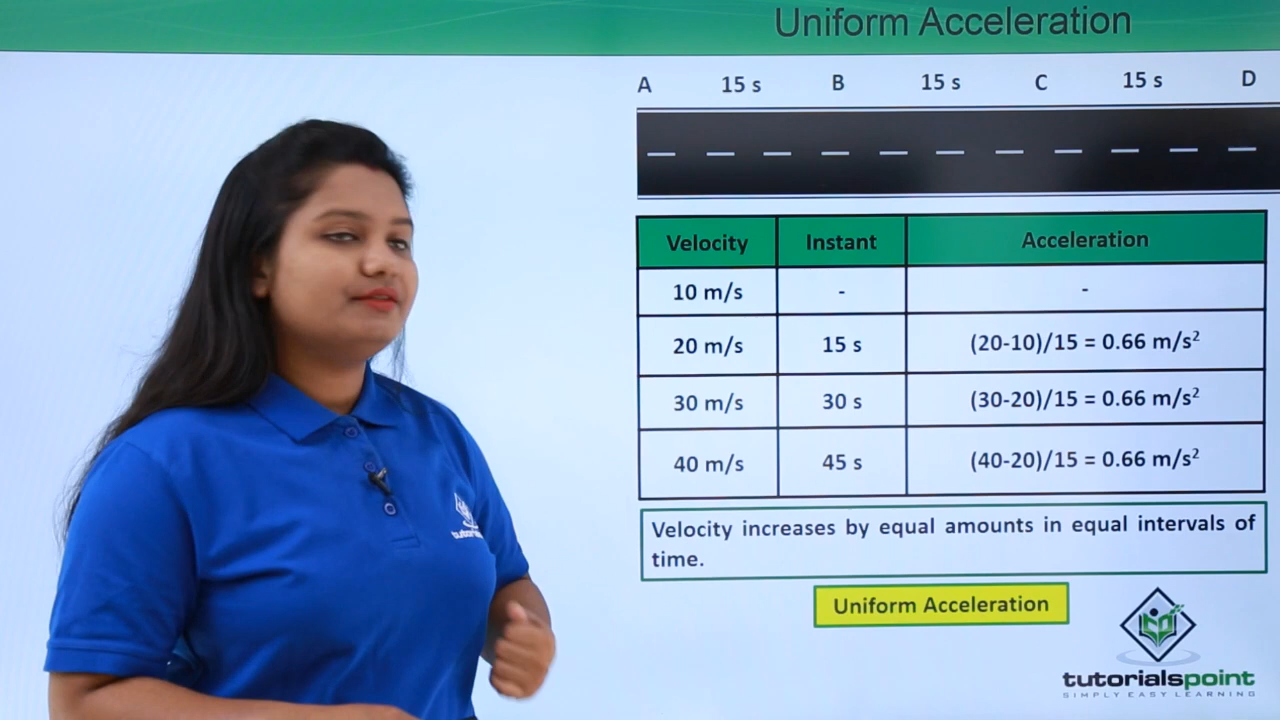 Uniform Acceleration
A 15 s B 15 s C 15 s D
Velocity Instant Acceleration
10 m/s - -
20 m/s 15 s (20-10)/15 = 0.66 m/s²
30 m/s 30 s (30-20)/15 = 0.66 m/s²
40 m/s 45 s (40-20)/15 = 0.66 m/s²
Velocity increases by equal amounts in equal intervals of
time.
Uniform Acceleration
tutorialspoint
SIMPLY EASY LEARNING